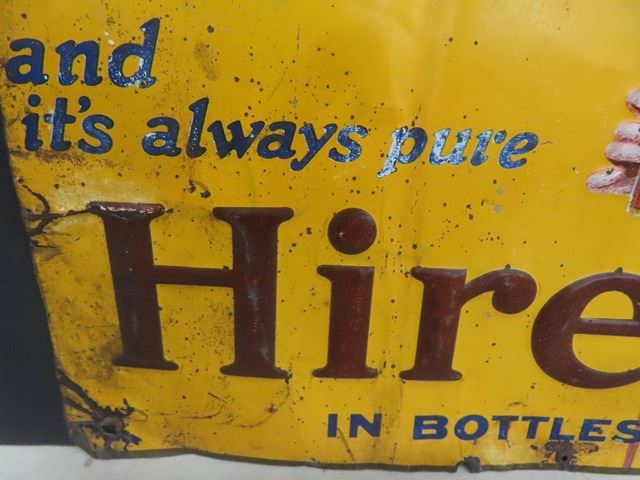 and
it's always pure
Hire
IN BOTTLES